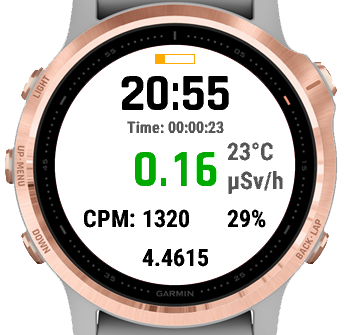 LIGHT
UP·MENU
DOWN
BACK·LAP
20:55
Time: 00:00:23
0.16
23°C
μSv/h
CPM: 1320 29%
4.4615
GARMIN